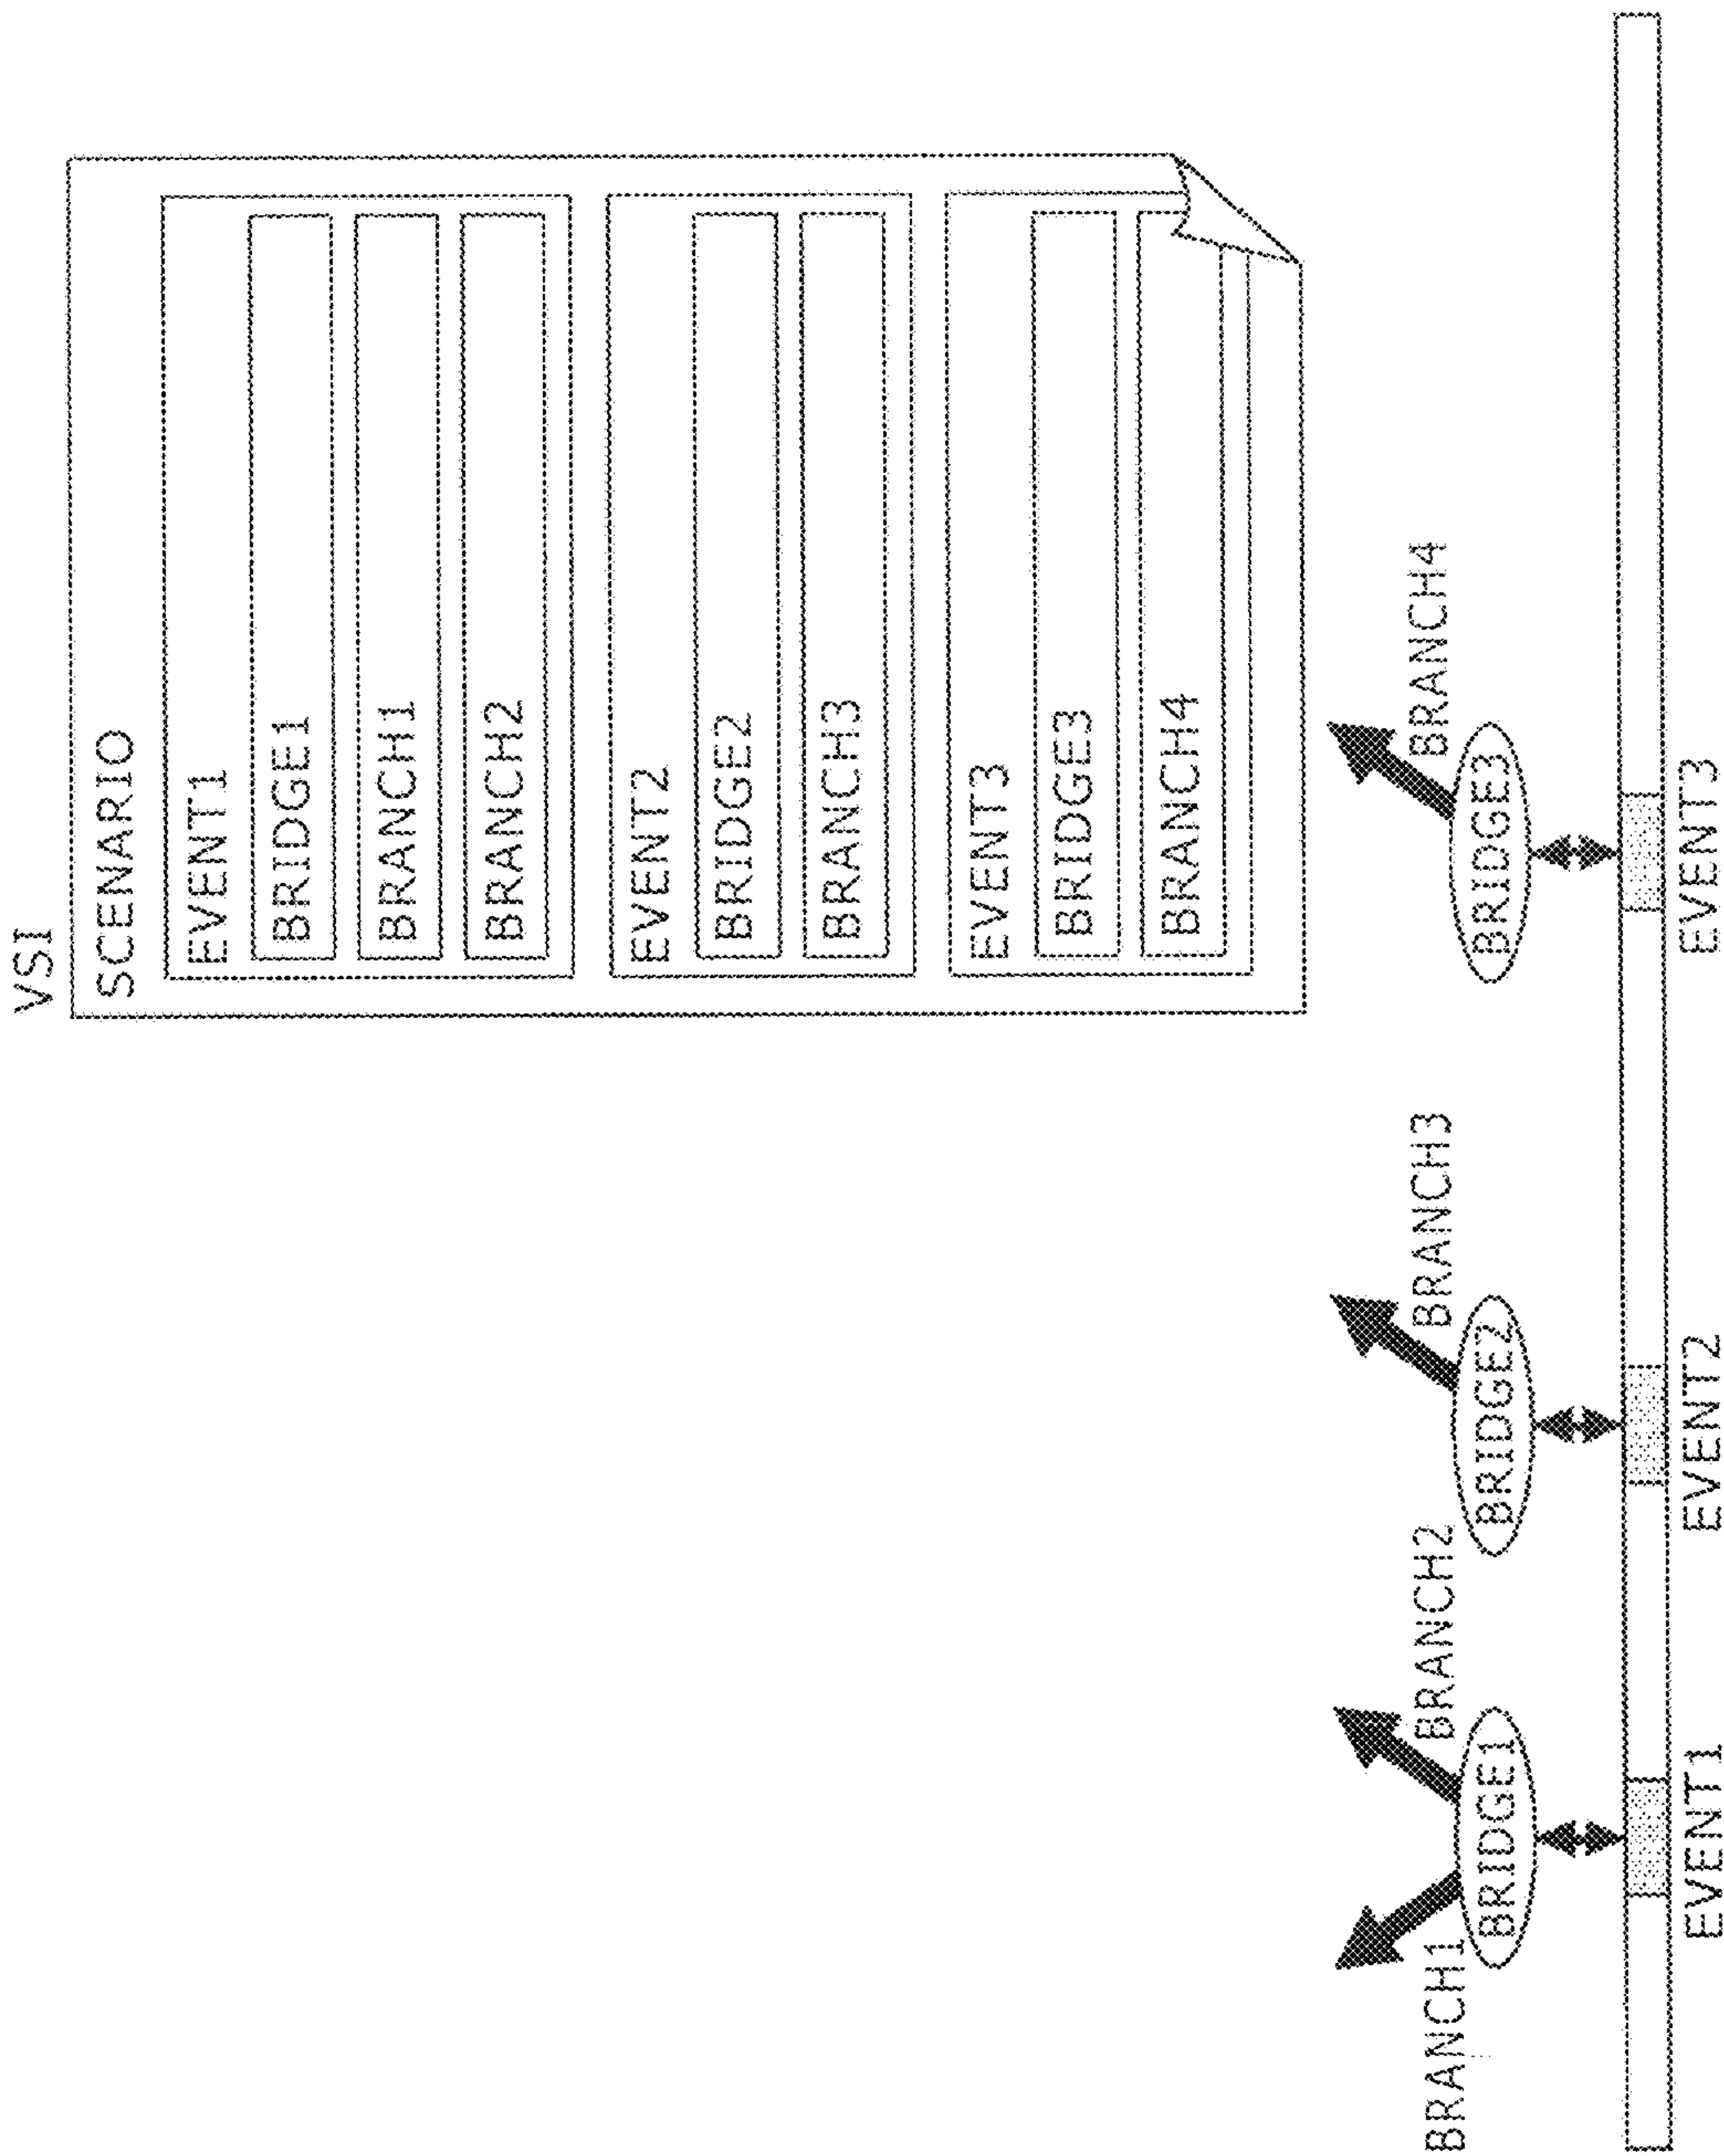 VSI
SCENARIO
EVENT1
BRIDGE1
BRANCH1
BRANCH2
EVENT2
BRIDGE2
BRANCH3
EVENT3
BRIDGE3
BRANCH4
BRANCH1
BRANCH2
BRANCH3
BRANCH4
BRIDGE1
BRIDGE2
BRIDGE3
EVENT1
EVENT2
EVENT3